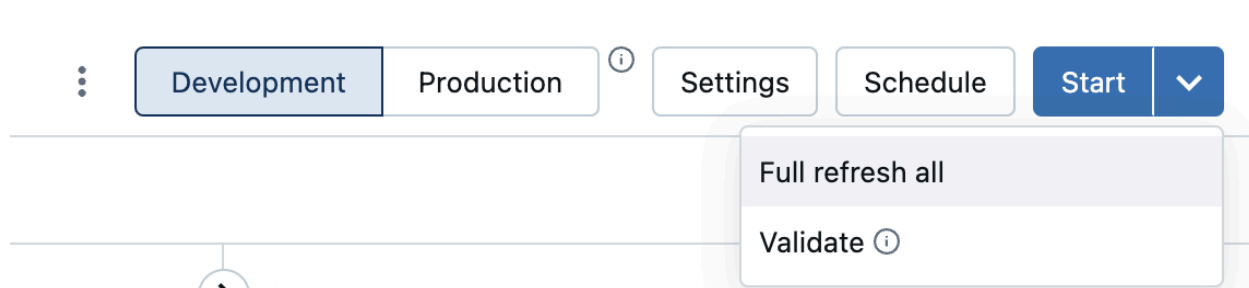 Development Production Settings Schedule Start
Full refresh all
Validate